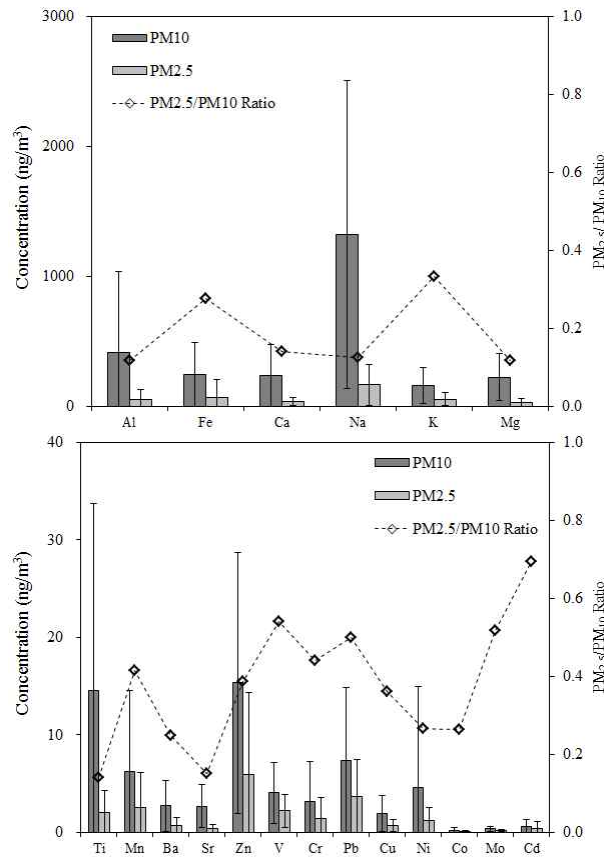 3000
2000
1000
0
Concentration (ng/m³)
PM10
PM2.5
PM2.5/PM10 Ratio
1.0
0.8
0.6
0.4
0.2
0.0
PM₂.₅/ PM₁₀ Ratio
Al Fe Ca Na K Mg
40
30
20
10
0
Concentration (ng/m³)
PM10
PM2.5
PM2.5/PM10 Ratio
1.0
0.8
0.6
0.4
0.2
0.0
PM₂.₅/PM₁₀ Ratio
Ti Mn Ba Sr Zn V Cr Pb Cu Ni Co Mo Cd